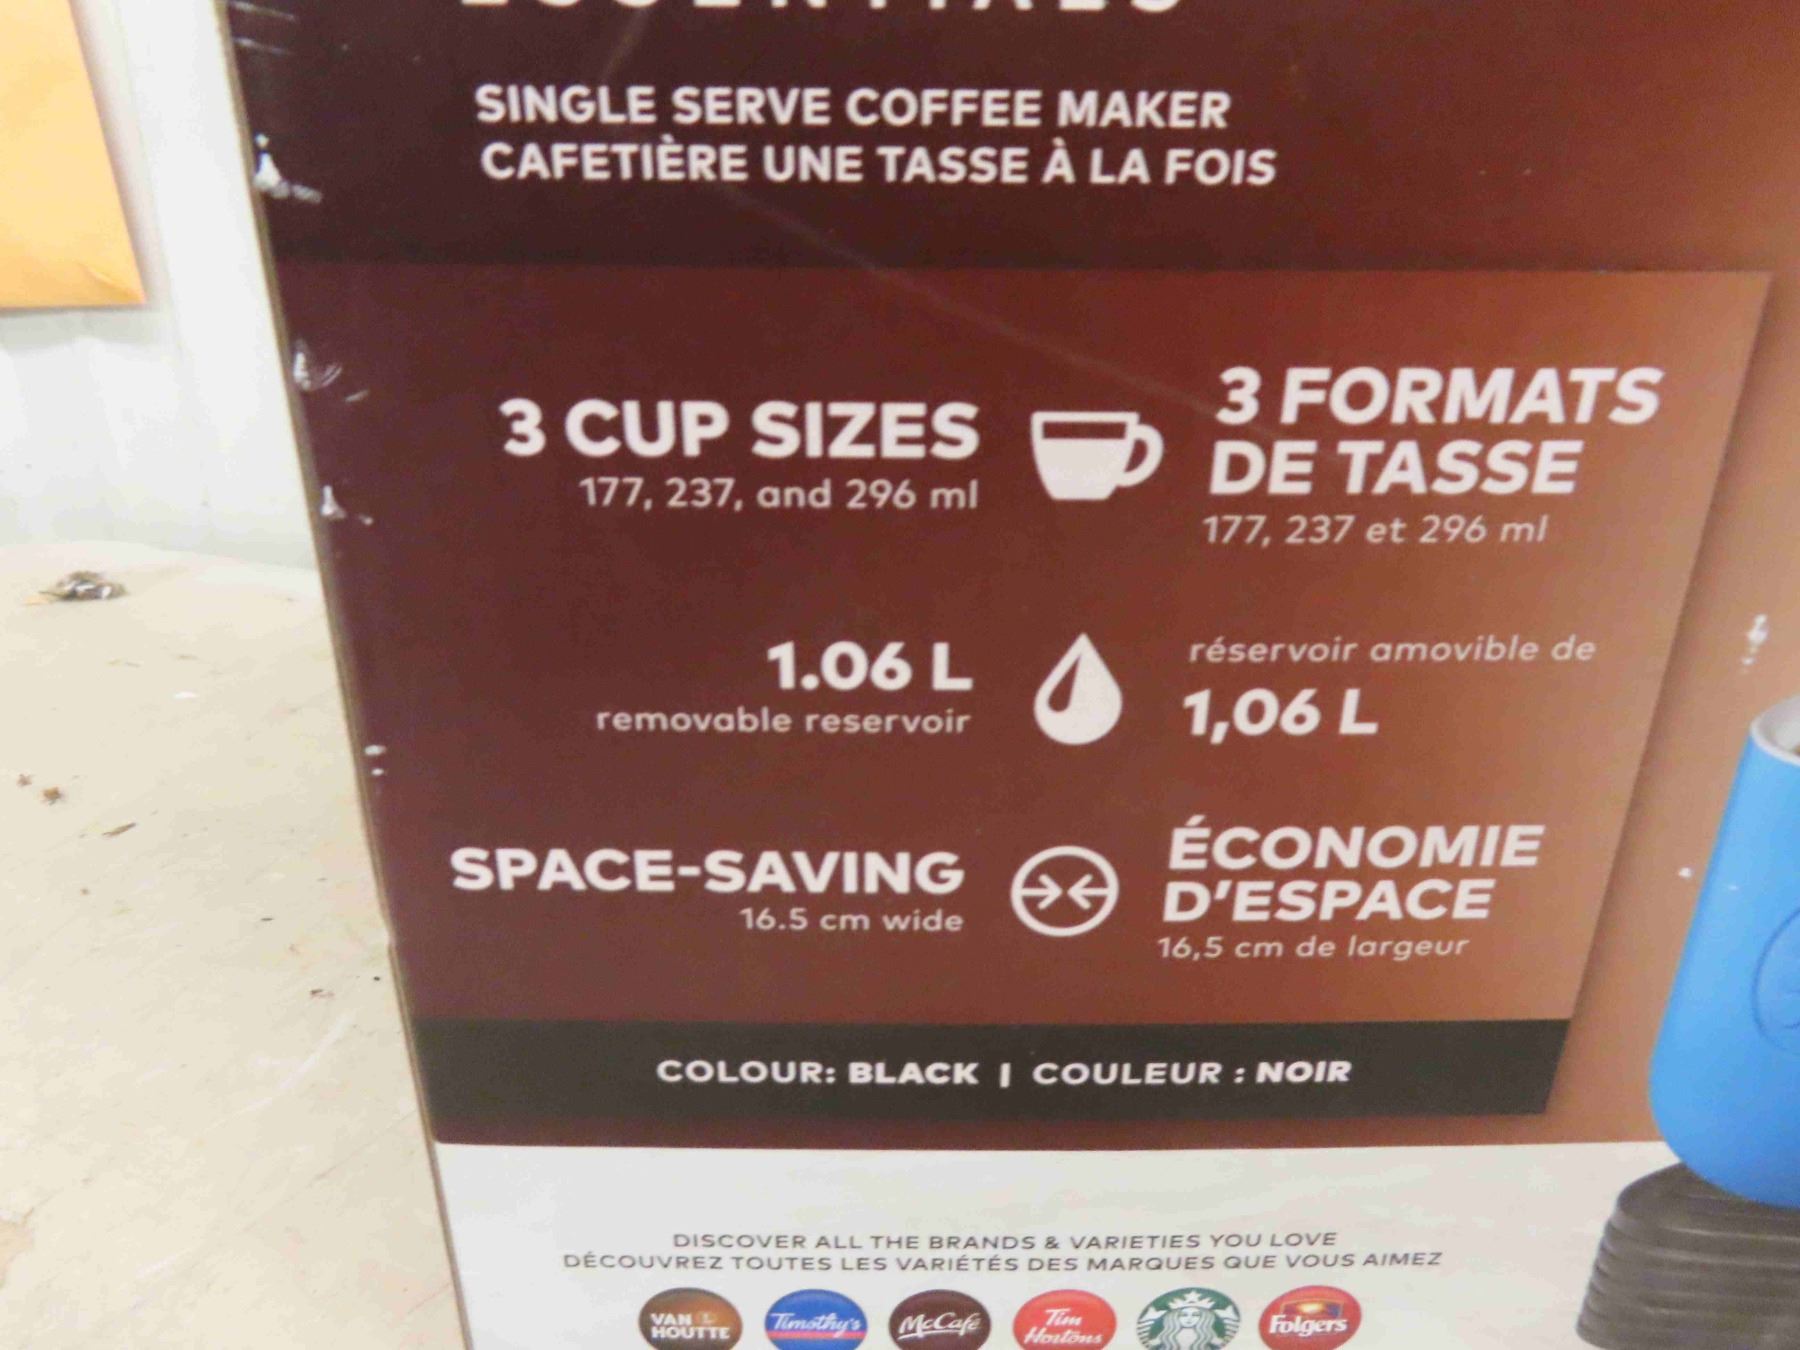 ESSENTIALS
SINGLE SERVE COFFEE MAKER
CAFETIÈRE UNE TASSE À LA FOIS
3 CUP SIZES
177, 237, and 296 ml
3 FORMATS
DE TASSE
177, 237 et 296 ml
1.06 L
removable reservoir
réservoir amovible de
1,06 L
SPACE-SAVING
16.5 cm wide
ÉCONOMIE
D'ESPACE
16,5 cm de largeur
COLOUR: BLACK | COULEUR : NOIR
DISCOVER ALL THE BRANDS & VARIETIES YOU LOVE
DÉCOUVREZ TOUTES LES VARIÉTÉS DES MARQUES QUE VOUS AIMEZ
VAN
HOUTTE
Timothy's
McCafé
Tim
Hortons
Folgers